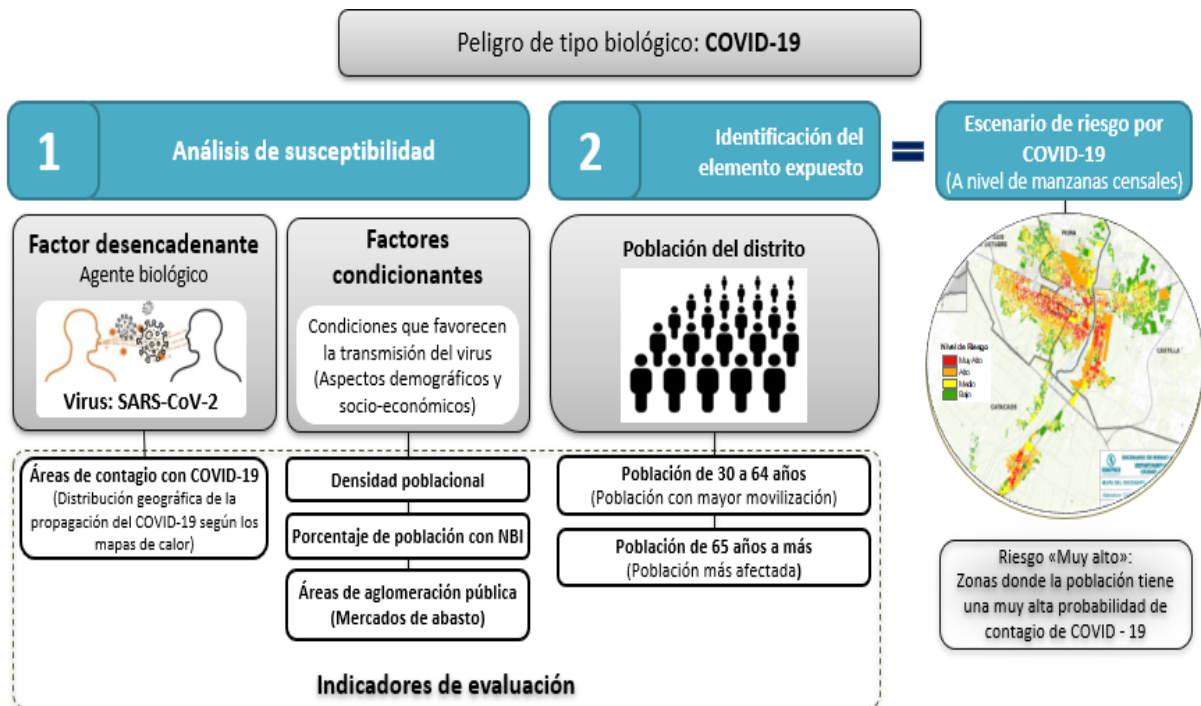 Peligro de tipo biológico: COVID-19
1
Análisis de susceptibilidad
2
Identificación del
elemento expuesto
=
Escenario de riesgo por
COVID-19
(A nivel de manzanas censales)
Factor desencadenante
Agente biológico
Virus: SARS-CoV-2
Factores
condicionantes
Condiciones que favorecen
la transmisión del virus
(Aspectos demográficos y
socio-económicos)
Población del distrito
PIURA
CASTILLA
CATACAOS
Nivel de Riesgo
Muy Alto
Alto
Medio
Bajo
Áreas de contagio con COVID-19
(Distribución geográfica de la
propagación del COVID-19 según los
mapas de calor)
Densidad poblacional
Porcentaje de población con NBI
Áreas de aglomeración pública
(Mercados de abasto)
Población de 30 a 64 años
(Población con mayor movilización)
Población de 65 años a más
(Población más afectada)
Riesgo «Muy alto»:
Zonas donde la población tiene
una muy alta probabilidad de
contagio de COVID - 19
Indicadores de evaluación